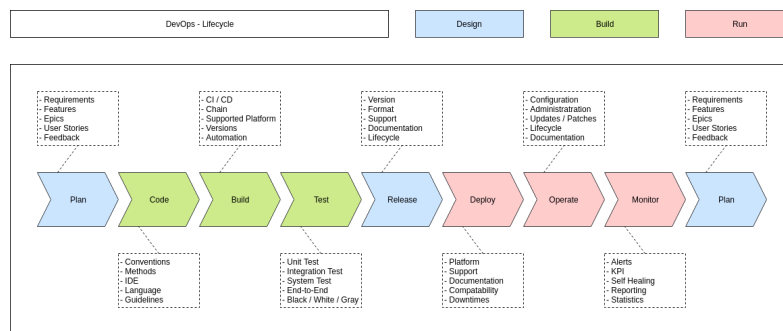 DevOps - Lifecycle
Design
Build
Run
- Requirements
- Features
- Epics
- User Stories
- Feedback
- CI / CD
- Chain
- Supported Platform
- Versions
- Automation
- Version
- Format
- Support
- Documentation
- Lifecycle
- Configuration
- Administratration
- Updates / Patches
- Lifecycle
- Documentation
- Requirements
- Features
- Epics
- User Stories
- Feedback
Plan
Code
Build
Test
Release
Deploy
Operate
Monitor
Plan
- Conventions
- Methods
- IDE
- Language
- Guidelines
- Unit Test
- Integration Test
- System Test
- End-to-End
- Black / White / Gray
- Platform
- Support
- Documentation
- Compatability
- Downtimes
- Alerts
- KPI
- Self Healing
- Reporting
- Statistics